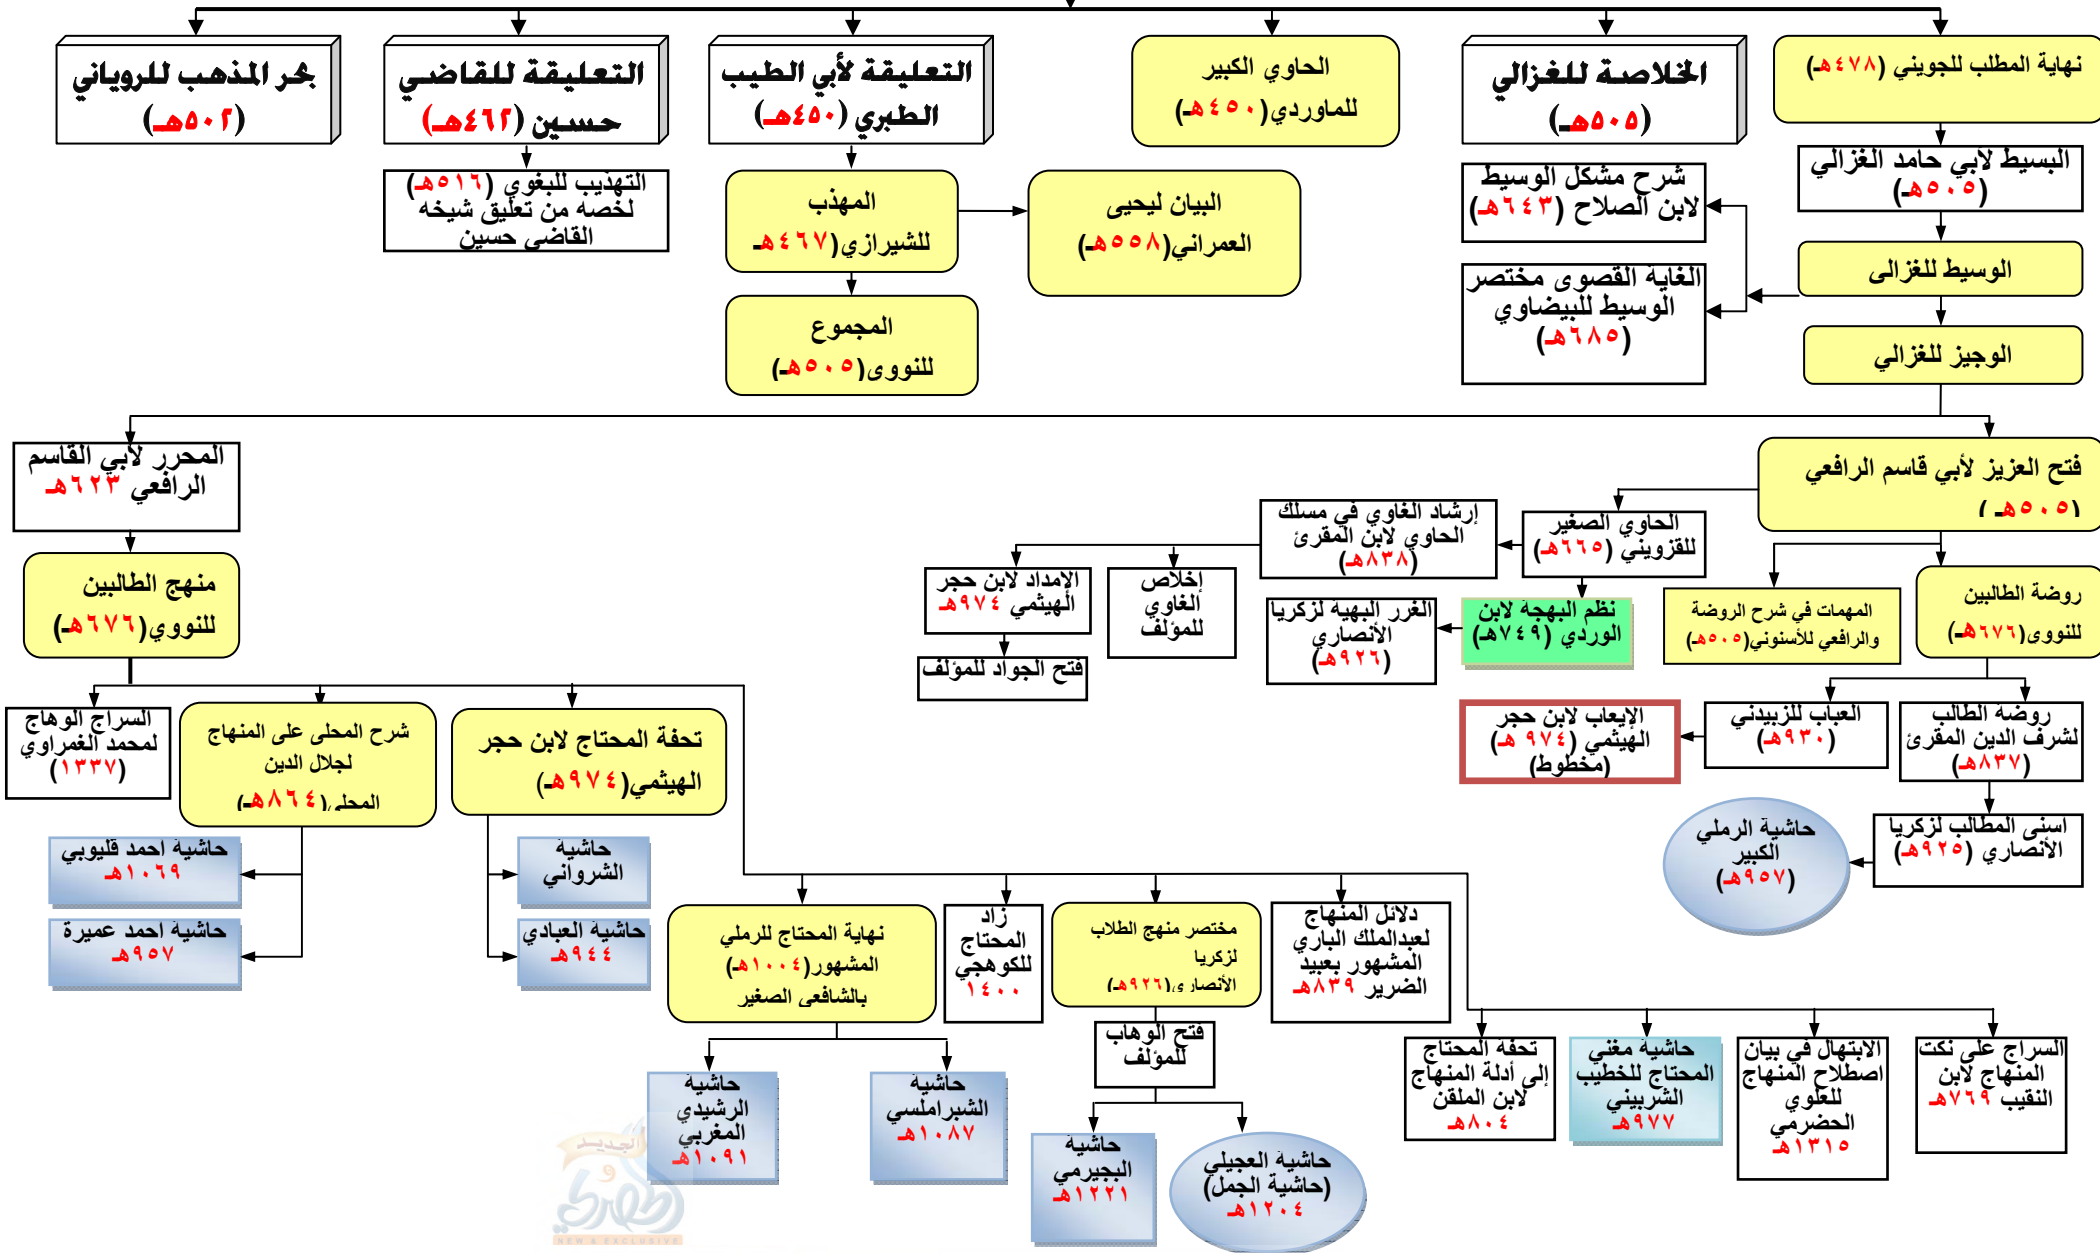 نهاية المطلب للجويني (٤٧٨هـ)
الخلاصة للغزالي
(٥٠٥هـ)
الحاوي الكبير
للماوردي(٤٥٠هـ)
التعليقة لأبي الطيب
الطبري (٤٥٠هـ)
التعليقة للقاضي
حسين (٤٦٢هـ)
بحر المذهب للروياني
(٥٠٢هـ)
البسيط لأبي حامد الغزالي
(٥٠٥هـ)
شرح مشكل الوسيط
لابن الصلاح (٦٤٣هـ)
البيان ليحيى
العمراني(٥٥٨هـ)
المهذب
للشيرازي(٤٦٧هـ
التهذيب للبغوي (٥١٦هـ)
لخصه من تعليق شيخه
القاضي حسين
الوسيط للغزالى
الغاية القصوى مختصر
الوسيط للبيضاوي
(٦٨٥هـ)
المجموع
للنووى(٥٠٥هـ)
الوجيز للغزالي
فتح العزيز لأبي قاسم الرافعي
(٥٠٥هـ )
المحرر لأبي القاسم
الرافعي ٦٢٣هـ
الحاوي الصغير
للقزويني (٦٦٥هـ)
إرشاد الغاوي في مسلك
الحاوي لابن المقرئ
(٨٣٨هـ)
منهج الطالبين
للنووي(٦٧٦هـ)
روضة الطالبين
للنووى(٦٧٦هـ)
المهمات في شرح الروضة
والرافعي للأسنوني(٥٠٥هـ)
نظم البهجة لابن
الوردي (٧٤٩هـ)
الغرر البهية لزكريا
الأنصاري
(٩٢٦هـ)
إخلاص
الغاوي
للمؤلف
الإمداد لابن حجر
الهيثمي ٩٧٤هـ
فتح الجواد للمؤلف
روضة الطالب
لشرف الدين المقرئ
(٨٣٧هـ)
العباب للزبيدني
(٩٣٠هـ)
الإيعاب لابن حجر
الهيثمي (٩٧٤ هـ)
(مخطوط)
تحفة المحتاج لابن حجر
الهيثمي(٩٧٤هـ)
شرح المحلى على المنهاج
لجلال الدين
المحلى(٨٦٤هـ)
السراج الوهاج
لمحمد الغمراوي
(١٣٣٧)
اسنى المطالب لزكريا
الأنصاري (٩٢٥هـ)
حاشية الرملي
الكبير
(٩٥٧هـ)
حاشية
الشرواني
حاشية احمد قليوبي
١٠٦٩هـ
حاشية العبادي
٩٤٤هـ
حاشية احمد عميرة
٩٥٧هـ
دلائل المنهاج
لعبدالملك الباري
المشهور بعبيد
الضرير ٨٣٩هـ
مختصر منهج الطلاب
لزكريا
الأنصارى(٩٢٦هـ)
زاد
المحتاج
للكوهجي
١٤٠٠
نهاية المحتاج للرملي
المشهور(١٠٠٤هـ)
بالشافعى الصغير
السراج على نكت
المنهاج لابن
النقيب ٧٦٩هـ
الابتهال في بيان
اصطلاح المنهاج
للعلوي
الحضرمي
١٣١٥هـ
حاشية مغني
المحتاج للخطيب
الشربيني
٩٧٧هـ
تحفة المحتاج
إلى أدلة المنهاج
لابن الملقن
٨٠٤هـ
فتح الوهاب
للمؤلف
حاشية
الشبراملسي
١٠٨٧هـ
حاشية
الرشيدي
المغربي
١٠٩١هـ
حاشية العجيلي
(حاشية الجمل)
١٢٠٤هـ
حاشية
البجيرمي
١٢٢١هـ
الجديد
و
الحصري
NEW & EXCLUSIVE